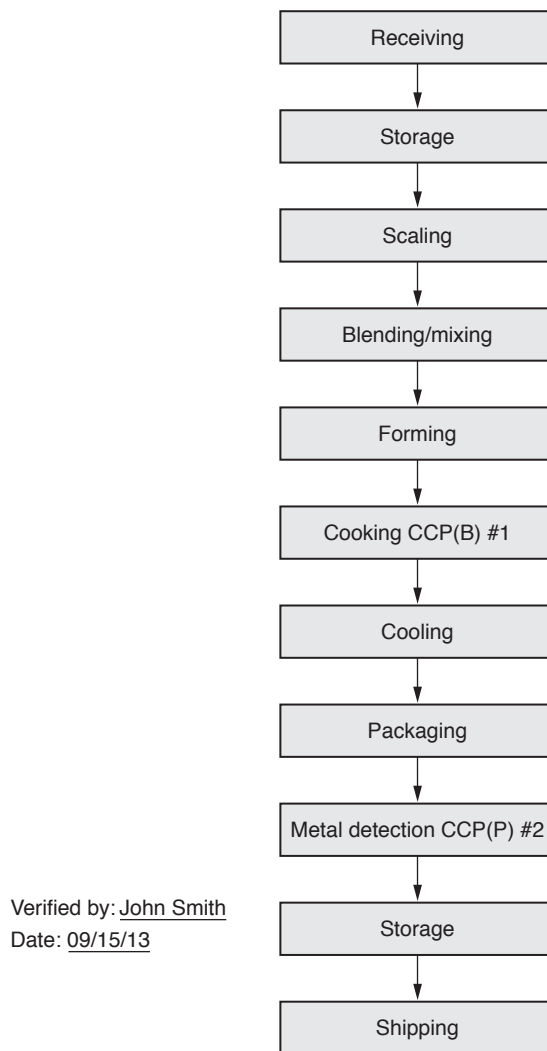 Receiving
Storage
Scaling
Blending/mixing
Forming
Cooking CCP(B) #1
Cooling
Packaging
Metal detection CCP(P) #2
Verified by: John Smith
Date: 09/15/13
Storage
Shipping